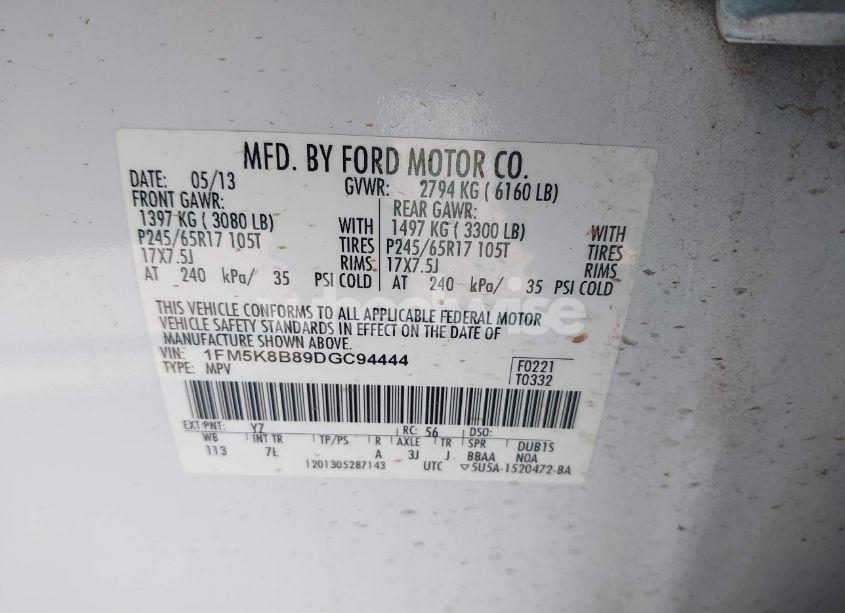 MFD. BY FORD MOTOR CO.
DATE: 05/13 GVWR: 2794 KG ( 6160 LB)
FRONT GAWR: REAR GAWR:
1397 KG ( 3080 LB) WITH 1497 KG ( 3300 LB) WITH
P245/65R17 105T TIRES P245/65R17 105T TIRES
17X7.5J RIMS 17X7.5J RIMS
AT 240 kPa/ 35 PSI COLD AT 240 kPa/ 35 PSI COLD
THIS VEHICLE CONFORMS TO ALL APPLICABLE FEDERAL MOTOR
VEHICLE SAFETY STANDARDS IN EFFECT ON THE DATE OF
MANUFACTURE SHOWN ABOVE.
VIN: 1FM5K8B89DGC94444 F0221
TYPE: MPV T0332
EXT PNT: YZ RC: 56 DSO:
WB INT TR TP/PS R AXLE TR SPR DUB1S
113 7L A 3J J BBAA NOA
1201305287143 UTC ▽5U5A-1520472-BA
wheelwise